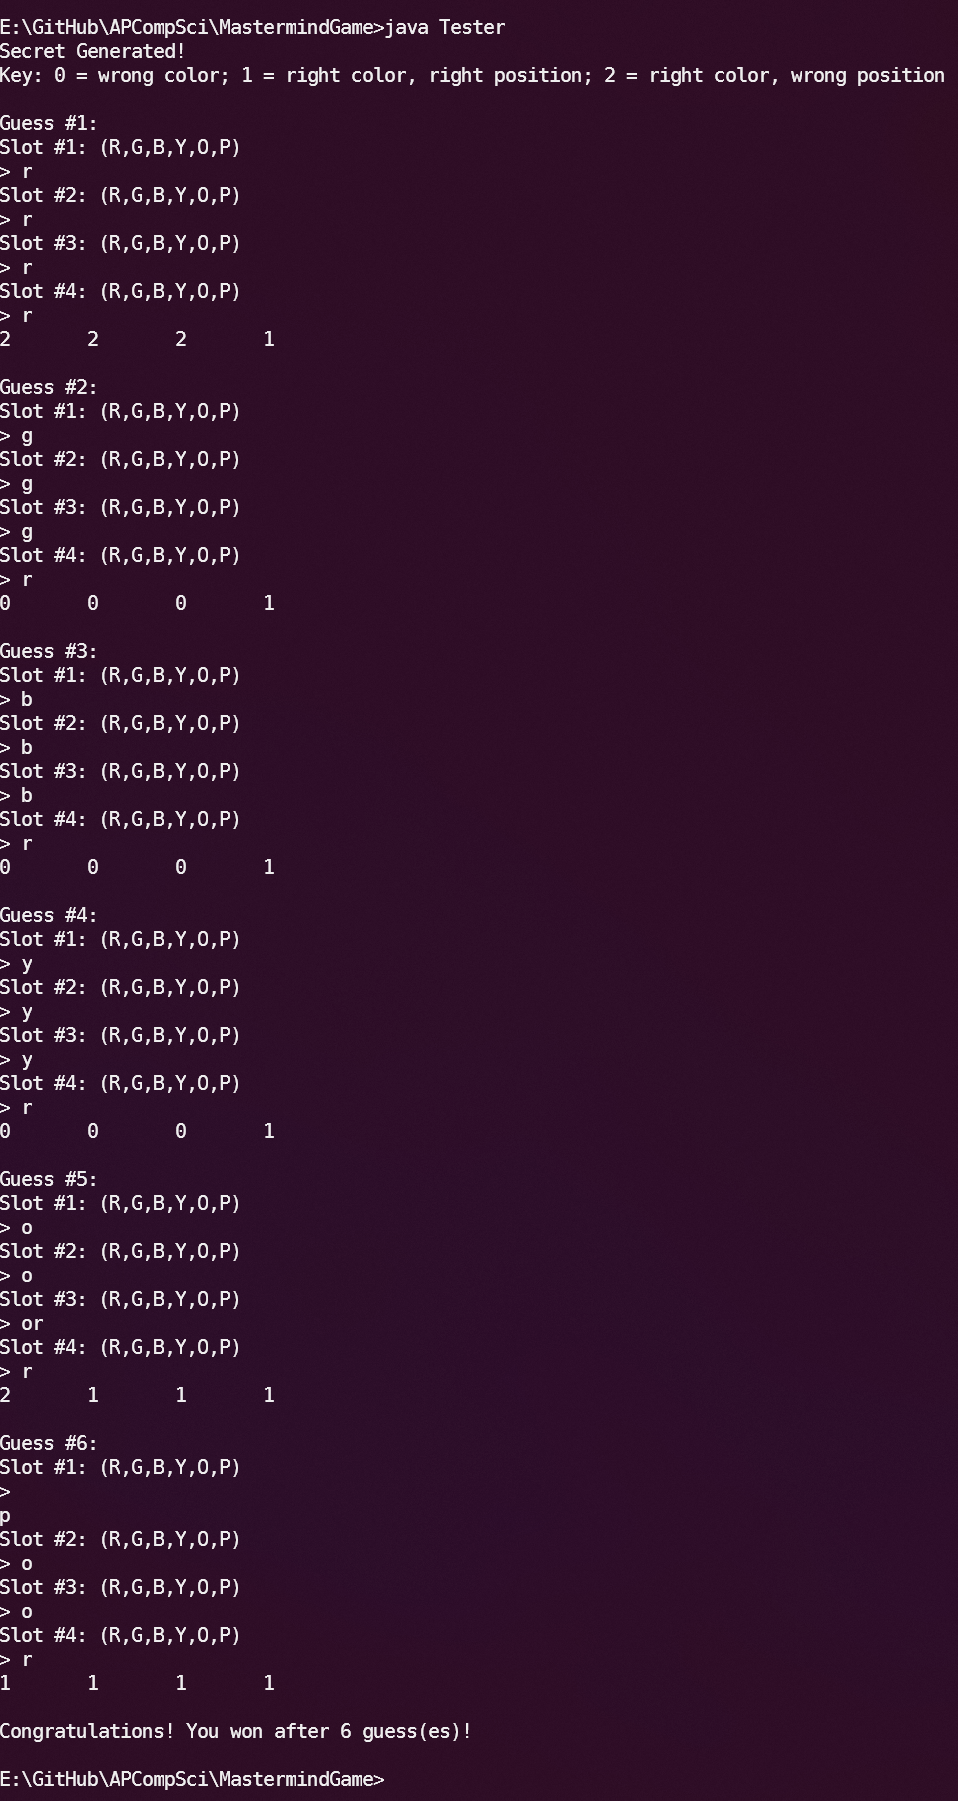 E:\GitHub\APCompSci\MastermindGame>java Tester
Secret Generated!
Key: 0 = wrong color; 1 = right color, right position; 2 = right color, wrong position
Guess #1:
Slot #1: (R,G,B,Y,O,P)
> r
Slot #2: (R,G,B,Y,O,P)
> r
Slot #3: (R,G,B,Y,O,P)
> r
Slot #4: (R,G,B,Y,O,P)
> r
2 2 2 1
Guess #2:
Slot #1: (R,G,B,Y,O,P)
> g
Slot #2: (R,G,B,Y,O,P)
> g
Slot #3: (R,G,B,Y,O,P)
> g
Slot #4: (R,G,B,Y,O,P)
> r
0 0 0 1
Guess #3:
Slot #1: (R,G,B,Y,O,P)
> b
Slot #2: (R,G,B,Y,O,P)
> b
Slot #3: (R,G,B,Y,O,P)
> b
Slot #4: (R,G,B,Y,O,P)
> r
0 0 0 1
Guess #4:
Slot #1: (R,G,B,Y,O,P)
> y
Slot #2: (R,G,B,Y,O,P)
> y
Slot #3: (R,G,B,Y,O,P)
> y
Slot #4: (R,G,B,Y,O,P)
> r
0 0 0 1
Guess #5:
Slot #1: (R,G,B,Y,O,P)
> o
Slot #2: (R,G,B,Y,O,P)
> o
Slot #3: (R,G,B,Y,O,P)
> or
Slot #4: (R,G,B,Y,O,P)
> r
2 1 1 1
Guess #6:
Slot #1: (R,G,B,Y,O,P)
>
p
Slot #2: (R,G,B,Y,O,P)
> o
Slot #3: (R,G,B,Y,O,P)
> o
Slot #4: (R,G,B,Y,O,P)
> r
1 1 1 1
Congratulations! You won after 6 guess(es)!
E:\GitHub\APCompSci\MastermindGame>